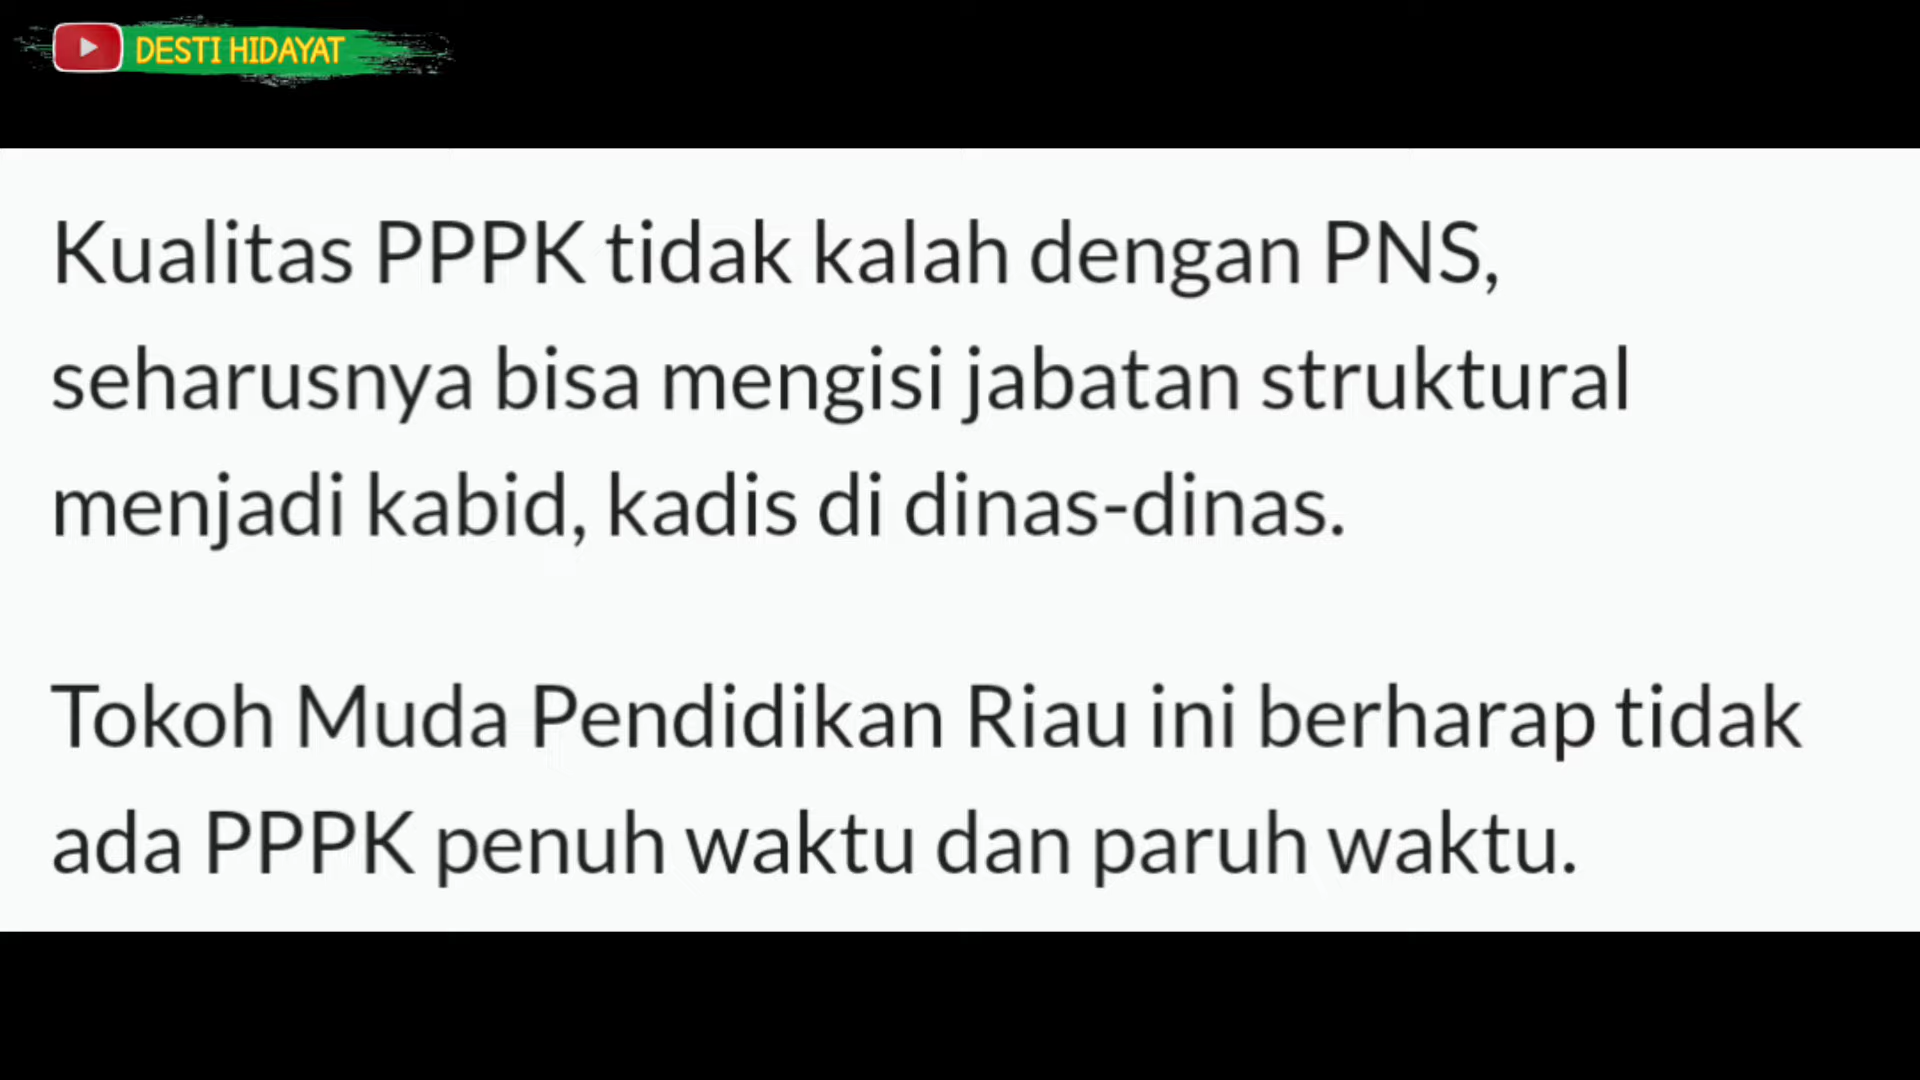 DESTI HIDAYAT
Kualitas PPPK tidak kalah dengan PNS,
seharusnya bisa mengisi jabatan struktural
menjadi kabid, kadis di dinas-dinas.
Tokoh Muda Pendidikan Riau ini berharap tidak
ada PPPK penuh waktu dan paruh waktu.